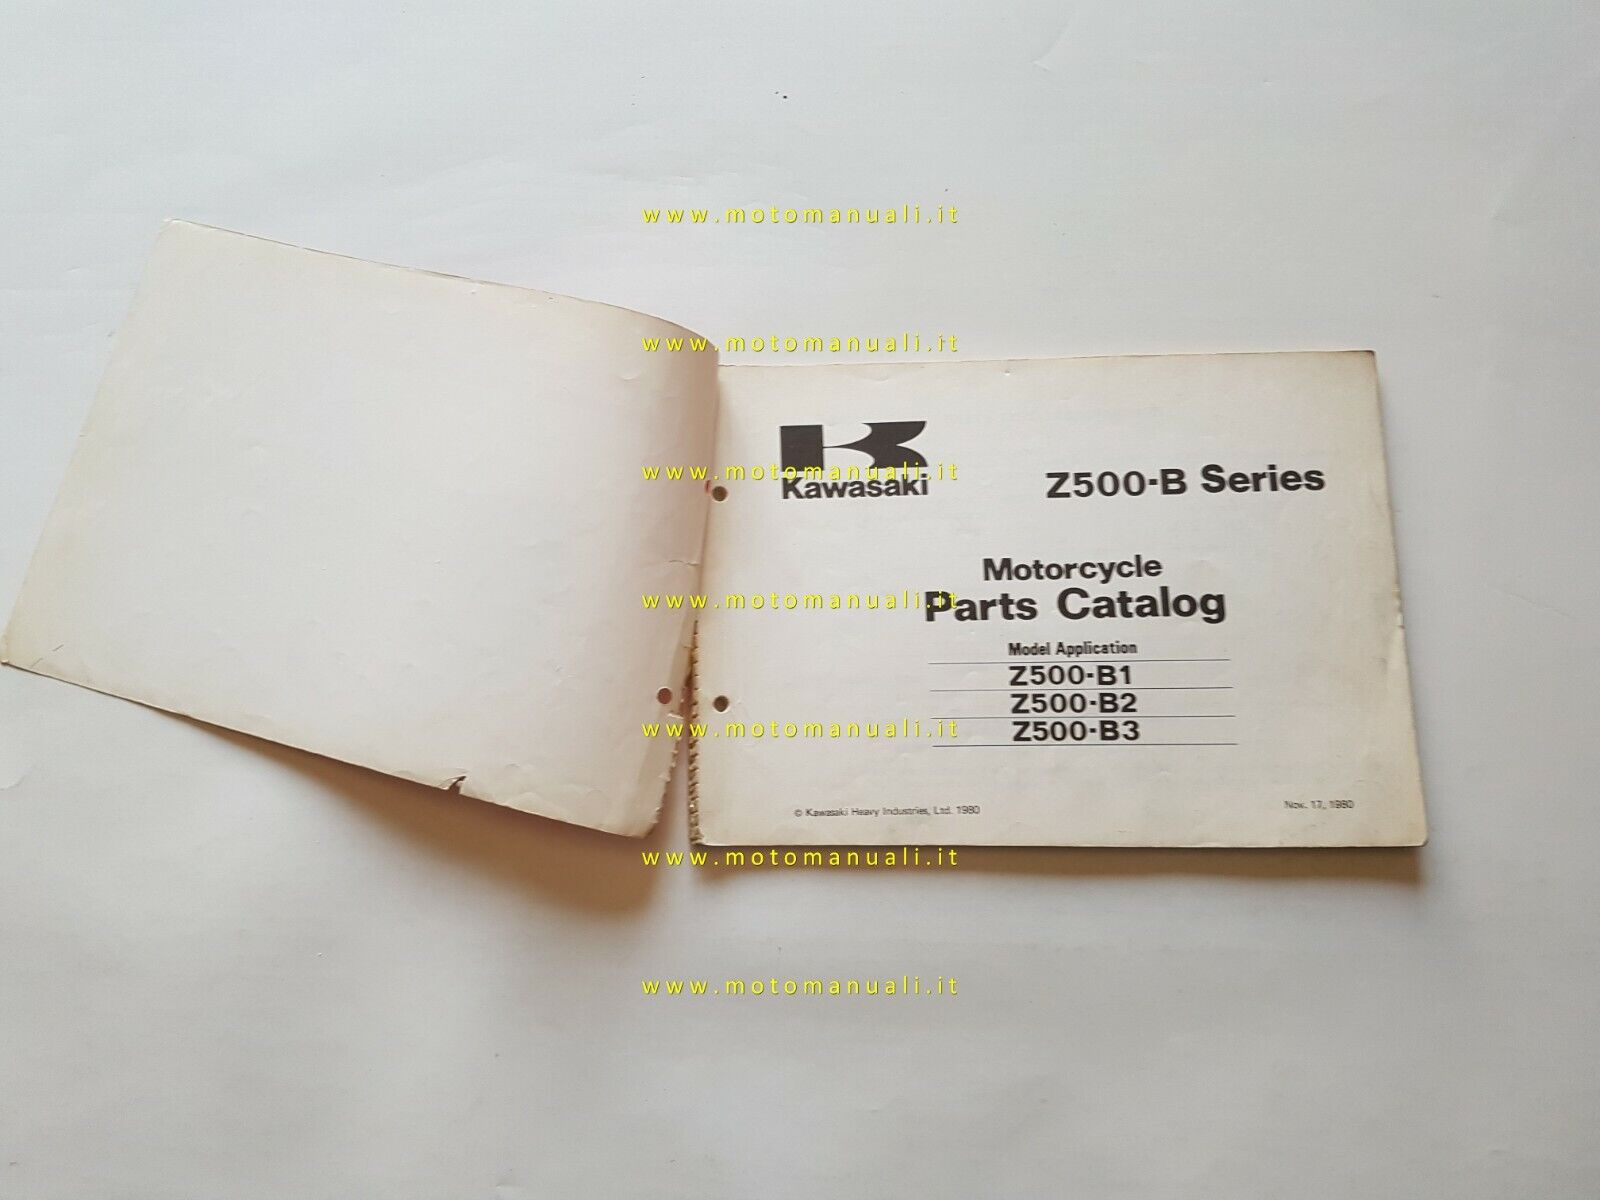 www.motomanuali.it
www.motomanuali.it
Kawasaki
Z500-B Series
www.motomanuali.it
Motorcycle
Parts Catalog
www.motomanuali.it
Model Application
Z500-B1
Z500-B2
Z500-B3
www.motomanuali.it
© Kawasaki Heavy Industries, Ltd. 1980
Nov. 17, 1980
www.motomanuali.it
www.motomanuali.it